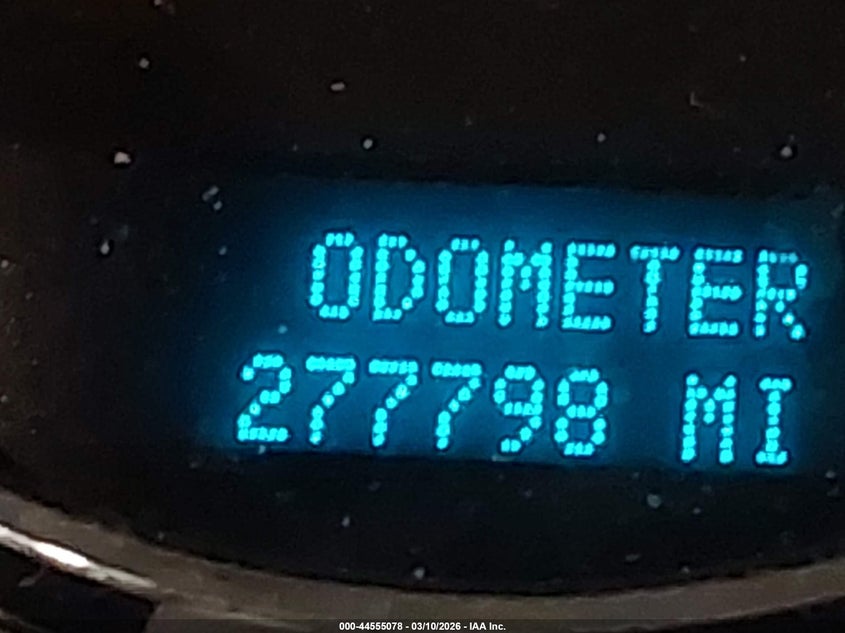 ODOMETER
277798 MI
000-44555078 - 03/10/2026 - IAA Inc.